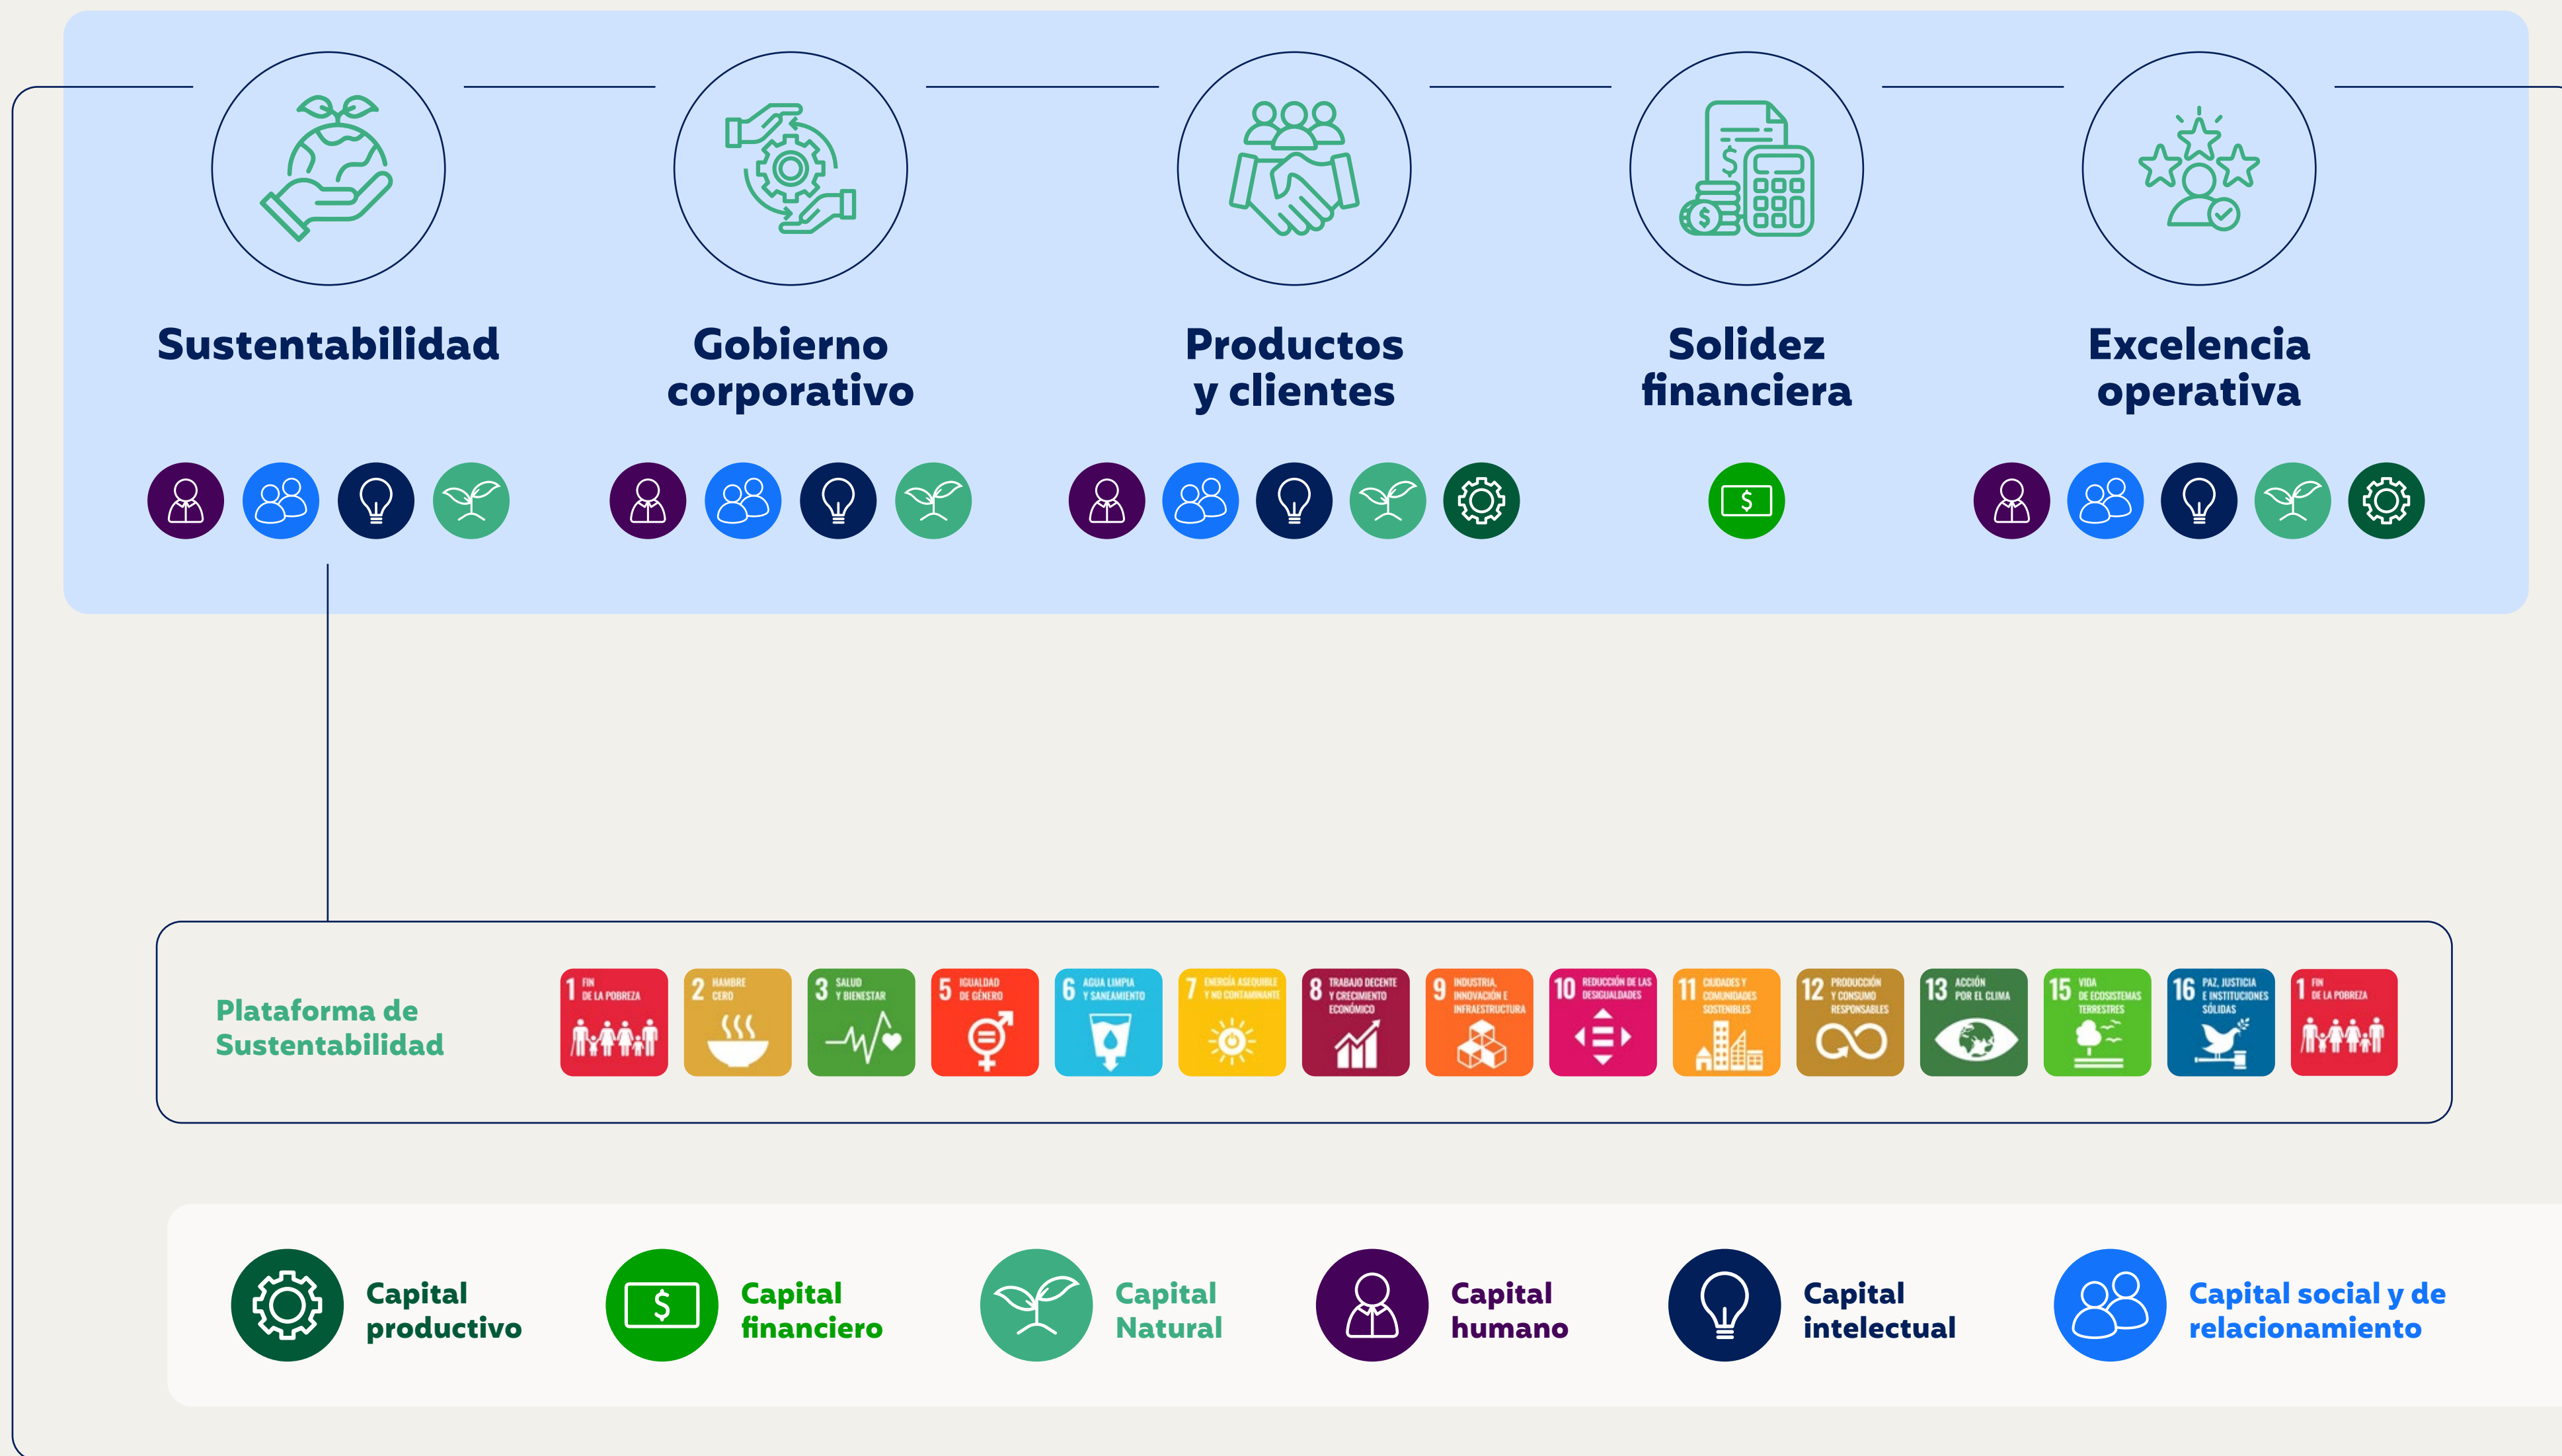 Sustentabilidad
Gobierno
corporativo
Productos
y clientes
Solidez
financiera
Excelencia
operativa
$
$
$
Plataforma de
Sustentabilidad
1 FIN
DE LA POBREZA
2 HAMBRE
CERO
3 SALUD
Y BIENESTAR
5 IGUALDAD
DE GÉNERO
6 AGUA LIMPIA
Y SANEAMIENTO
7 ENERGÍA ASEQUIBLE
Y NO CONTAMINANTE
8 TRABAJO DECENTE
Y CRECIMIENTO
ECONÓMICO
9 INDUSTRIA,
INNOVACIÓN E
INFRAESTRUCTURA
10 REDUCCIÓN DE LAS
DESIGUALDADES
11 CIUDADES Y
COMUNIDADES
SOSTENIBLES
12 PRODUCCIÓN
Y CONSUMO
RESPONSABLES
13 ACCIÓN
POR EL CLIMA
15 VIDA
DE ECOSISTEMAS
TERRESTRES
16 PAZ, JUSTICIA
E INSTITUCIONES
SÓLIDAS
1 FIN
DE LA POBREZA
Capital
productivo
$
Capital
financiero
Capital
Natural
Capital
humano
Capital
intelectual
Capital social y de
relacionamiento